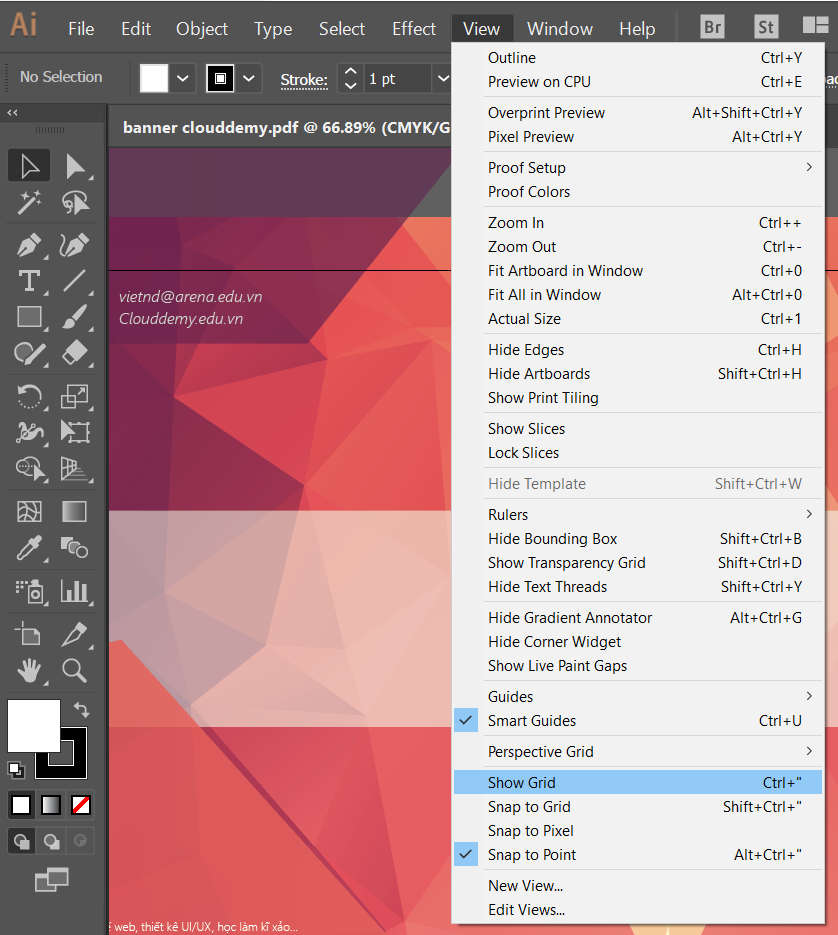 Ai File Edit Object Type Select Effect View Window Help Br St
No Selection Stroke: 1 pt
banner clouddemy.pdf @ 66.89% (CMYK/G
vietnd@arena.edu.vn
Clouddemy.edu.vn
Outline Ctrl+Y
Preview on CPU Ctrl+E
Overprint Preview Alt+Shift+Ctrl+Y
Pixel Preview Alt+Ctrl+Y
Proof Setup
Proof Colors
Zoom In Ctrl++
Zoom Out Ctrl+-
Fit Artboard in Window Ctrl+0
Fit All in Window Alt+Ctrl+0
Actual Size Ctrl+1
Hide Edges Ctrl+H
Hide Artboards Shift+Ctrl+H
Show Print Tiling
Show Slices
Lock Slices
Hide Template Shift+Ctrl+W
Rulers
Hide Bounding Box Shift+Ctrl+B
Show Transparency Grid Shift+Ctrl+D
Hide Text Threads Shift+Ctrl+Y
Hide Gradient Annotator Alt+Ctrl+G
Hide Corner Widget
Show Live Paint Gaps
Guides
Smart Guides Ctrl+U
Perspective Grid
Show Grid Ctrl+"
Snap to Grid Shift+Ctrl+"
Snap to Pixel
Snap to Point Alt+Ctrl+"
New View...
Edit Views...
web, thiết kế UI/UX, học làm kĩ xảo...